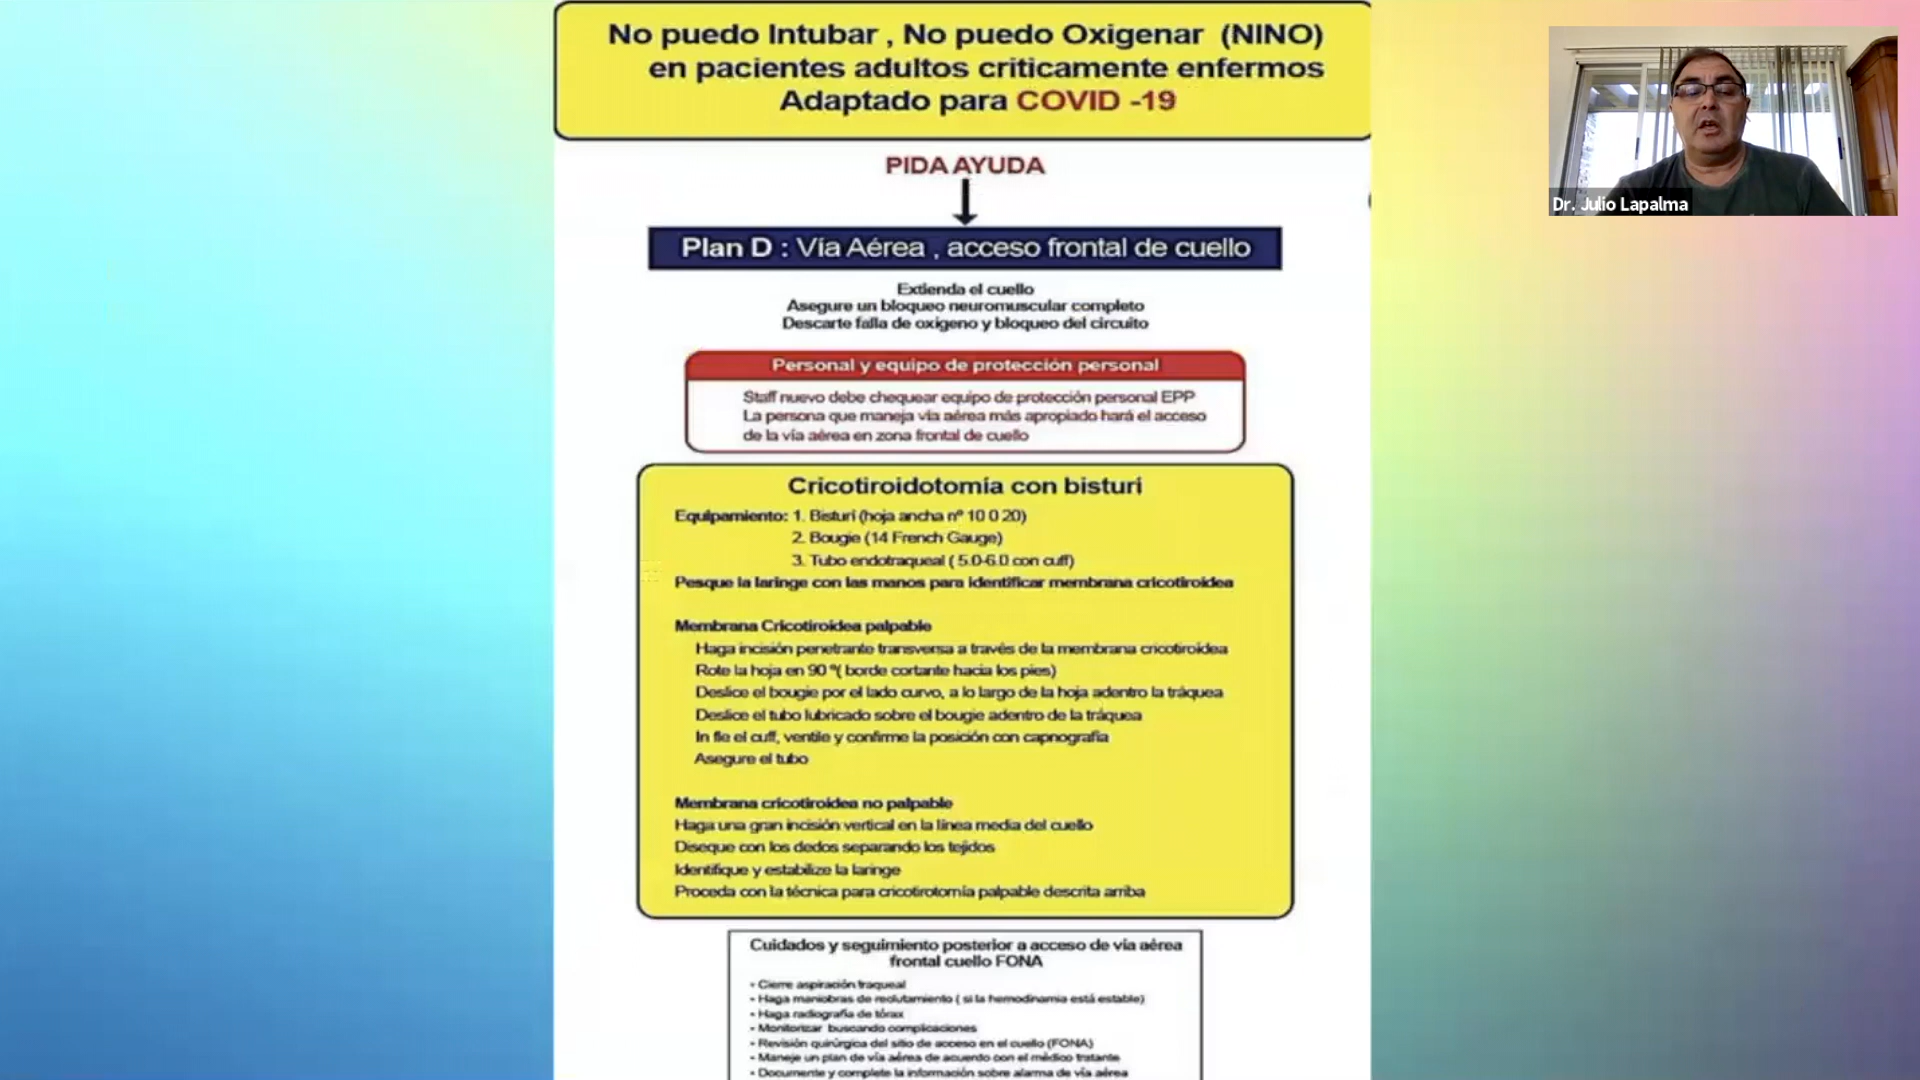 No puedo Intubar , No puedo Oxigenar (NINO)
en pacientes adultos criticamente enfermos
Adaptado para COVID -19
PIDA AYUDA
Plan D : Vía Aérea , acceso frontal de cuello
Extienda el cuello
Asegure un bloqueo neuromuscular completo
Descarte falla de oxigeno y bloqueo del circuito
Personal y equipo de protección personal
Staff nuevo debe chequear equipo de protección personal EPP
La persona que maneja vía aérea más apropiado hará el acceso
de la vía aérea en zona frontal de cuello
Cricotiroidotomía con bisturí
Equipamiento: 1. Bisturí (hoja ancha nº 10 0 20)
2. Bougie (14 French Gauge)
3. Tubo endotraqueal ( 5.0-6.0 con cuff)
Pesque la laringe con las manos para identificar membrana cricotiroidea
Membrana Cricotiroidea palpable
Haga incisión penetrante transversa a través de la membrana cricotiroidea
Rote la hoja en 90 º( borde cortante hacia los pies)
Deslice el bougie por el lado curvo, a lo largo de la hoja adentro la tráquea
Deslice el tubo lubricado sobre el bougie adentro de la tráquea
In fle el cuff, ventile y confirme la posición con capnografía
Asegure el tubo
Membrana cricotiroidea no palpable
Haga una gran incisión vertical en la línea media del cuello
Diseque con los dedos separando los tejidos
Identifique y estabilize la laringe
Proceda con la técnica para cricotirotomía palpable descrita arriba
Cuidados y seguimiento posterior a acceso de vía aérea
frontal cuello FONA
• Cierre aspiración traqueal
• Haga maniobras de reclutamiento ( si la hemodinamia está estable)
• Haga radiografía de tórax
• Monitorizar buscando complicaciones
• Revisión quirúrgica del sitio de acceso en el cuello (FONA)
• Maneje un plan de vía aérea de acuerdo con el médico tratante
• Documente y complete la información sobre alarma de vía aérea
Dr. Julio Lapalma